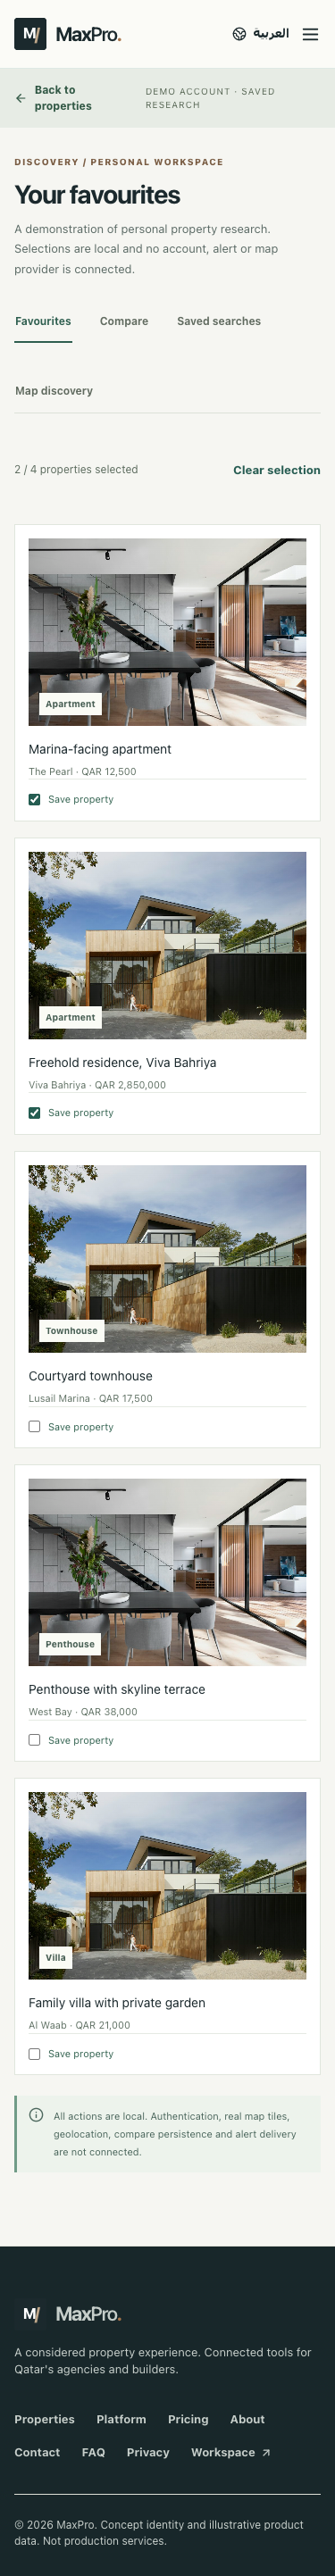 M/ MaxPro.
العربية
Back to
properties
DEMO ACCOUNT · SAVED
RESEARCH
DISCOVERY / PERSONAL WORKSPACE
Your favourites
A demonstration of personal property research.
Selections are local and no account, alert or map
provider is connected.
Favourites Compare Saved searches
Map discovery
2 / 4 properties selected Clear selection
Apartment
Marina-facing apartment
The Pearl · QAR 12,500
Save property
Apartment
Freehold residence, Viva Bahriya
Viva Bahriya · QAR 2,850,000
Save property
Townhouse
Courtyard townhouse
Lusail Marina · QAR 17,500
Save property
Penthouse
Penthouse with skyline terrace
West Bay · QAR 38,000
Save property
Villa
Family villa with private garden
Al Waab · QAR 21,000
Save property
All actions are local. Authentication, real map tiles,
geolocation, compare persistence and alert delivery
are not connected.
M/ MaxPro.
A considered property experience. Connected tools for
Qatar's agencies and builders.
Properties Platform Pricing About
Contact FAQ Privacy Workspace
© 2026 MaxPro. Concept identity and illustrative product
data. Not production services.